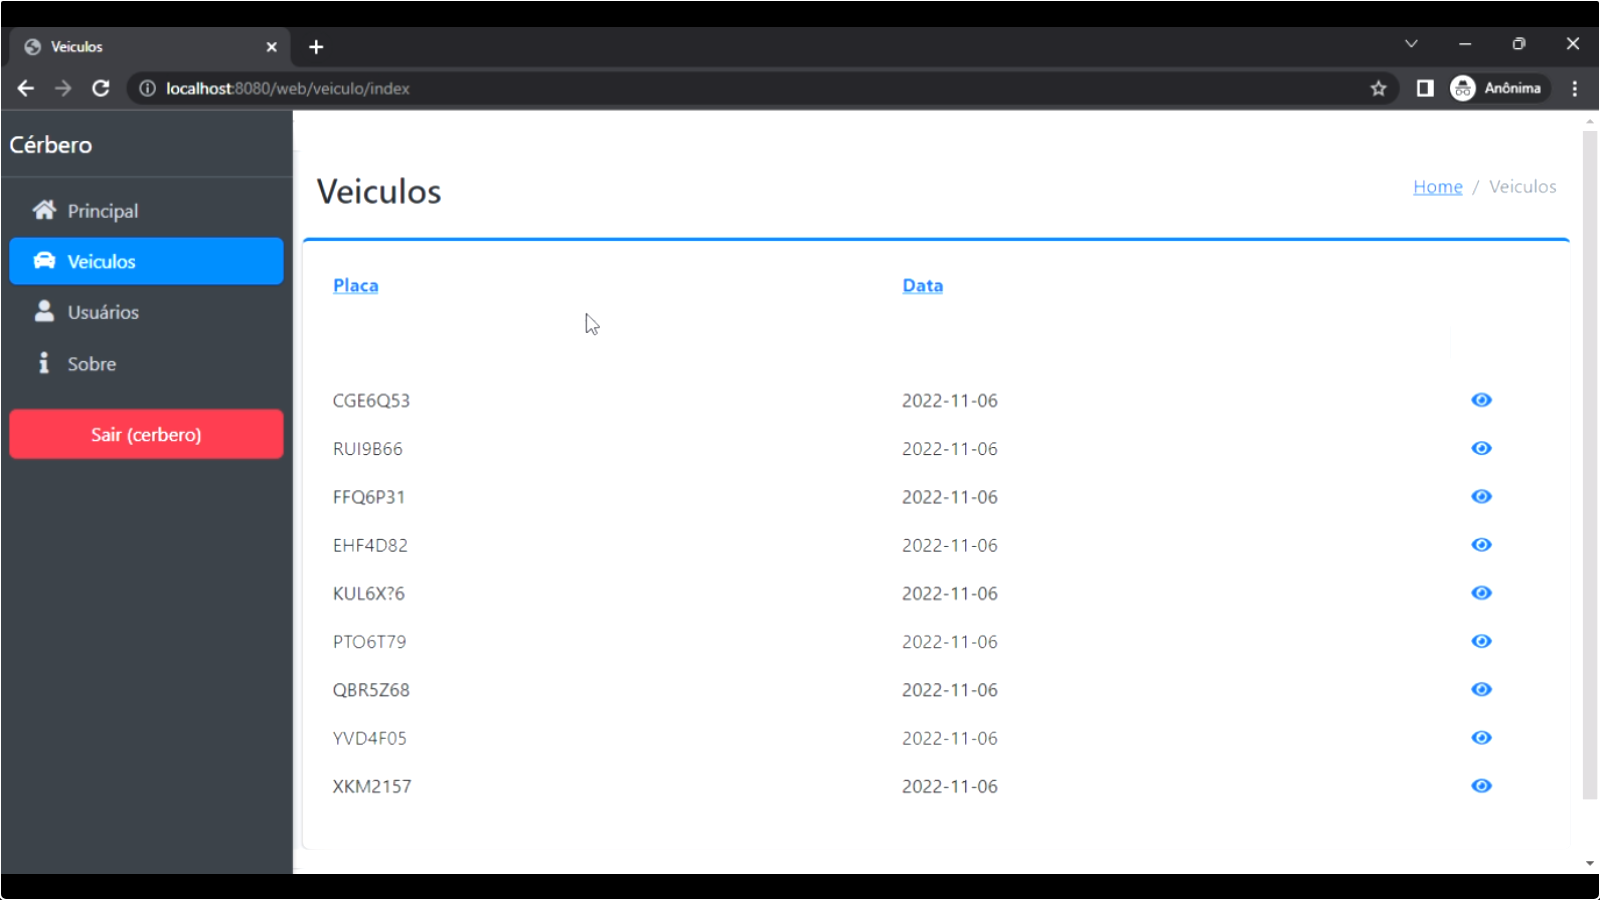 Veiculos
localhost:8080/web/veiculo/index
Anônima
Cérbero
Principal
Veiculos
Usuários
Sobre
Sair (cerbero)
Veiculos
Home / Veiculos
Placa Data
CGE6Q53 2022-11-06
RUI9B66 2022-11-06
FFQ6P31 2022-11-06
EHF4D82 2022-11-06
KUL6X?6 2022-11-06
PTO6T79 2022-11-06
QBR5Z68 2022-11-06
YVD4F05 2022-11-06
XKM2157 2022-11-06